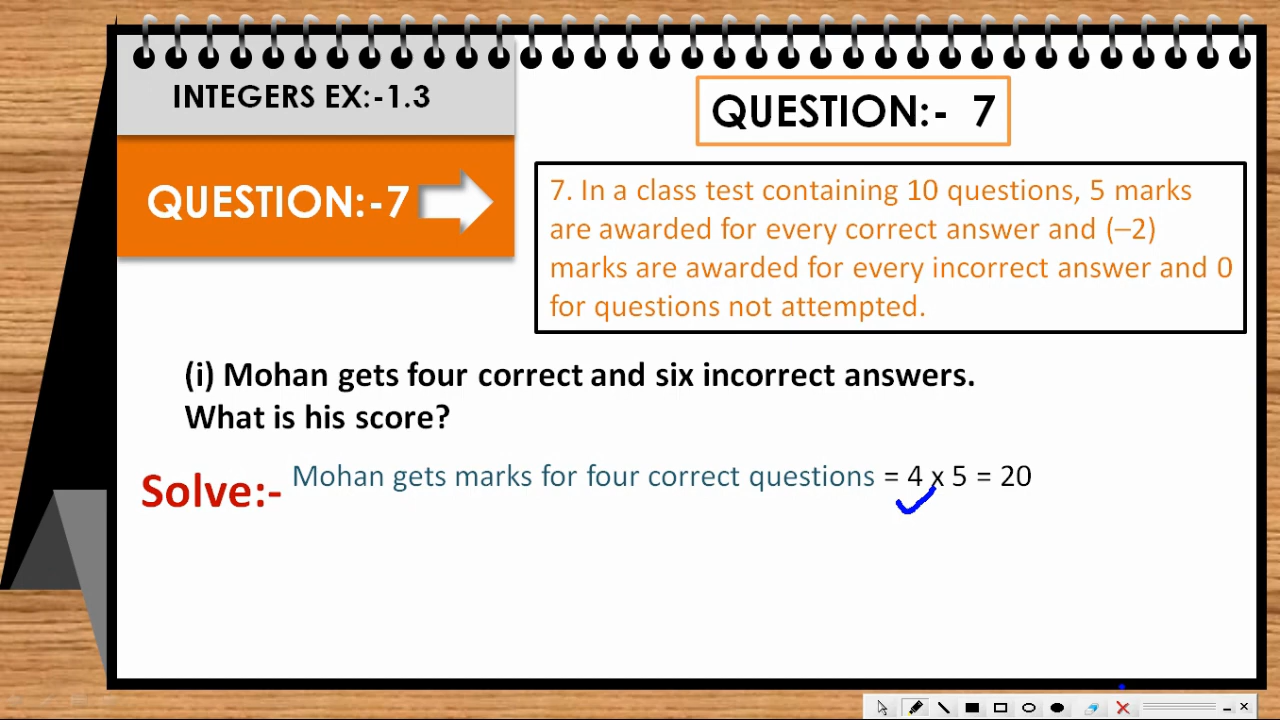 INTEGERS EX:-1.3
QUESTION:-7
QUESTION:- 7
7. In a class test containing 10 questions, 5 marks
are awarded for every correct answer and (–2)
marks are awarded for every incorrect answer and 0
for questions not attempted.
(i) Mohan gets four correct and six incorrect answers.
What is his score?
Solve:- Mohan gets marks for four correct questions = 4 x 5 = 20